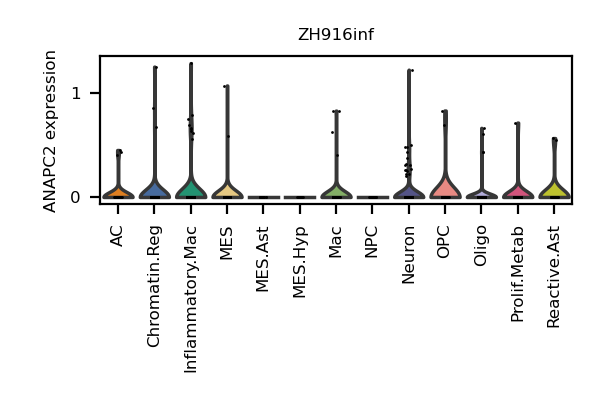 ZH916inf
ANAPC2 expression
1
0
AC
Chromatin.Reg
Inflammatory.Mac
MES
MES.Ast
MES.Hyp
Mac
NPC
Neuron
OPC
Oligo
Prolif.Metab
Reactive.Ast